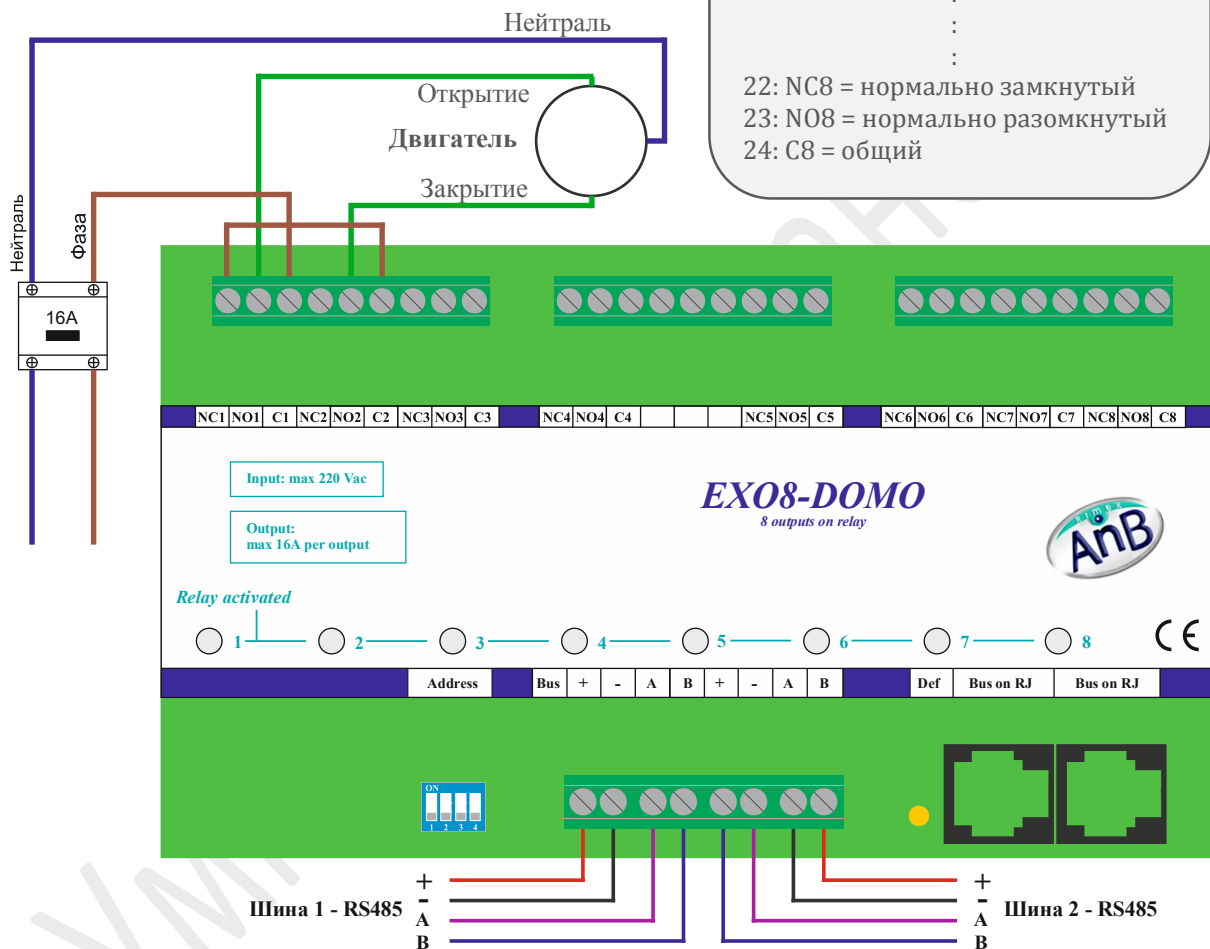 Нейтраль
:
:
:
22: NC8 = нормально замкнутый
23: NO8 = нормально разомкнутый
24: C8 = общий
Открытие
Двигатель
Закрытие
Нейтраль
Фаза
16A
NC1 NO1 C1 NC2 NO2 C2 NC3 NO3 C3 NC4 NO4 C4 NC5 NO5 C5 NC6 NO6 C6 NC7 NO7 C7 NC8 NO8 C8
Input: max 220 Vac
Output:
max 16A per output
EXO8-DOMO
8 outputs on relay
AnB
Relay activated
1 2 3 4 5 6 7 8
CE
Address Bus + - A B + - A B Def Bus on RJ Bus on RJ
ON
1 2 3 4
+ +
Шина 1 - RS485 - - Шина 2 - RS485
A A
B B